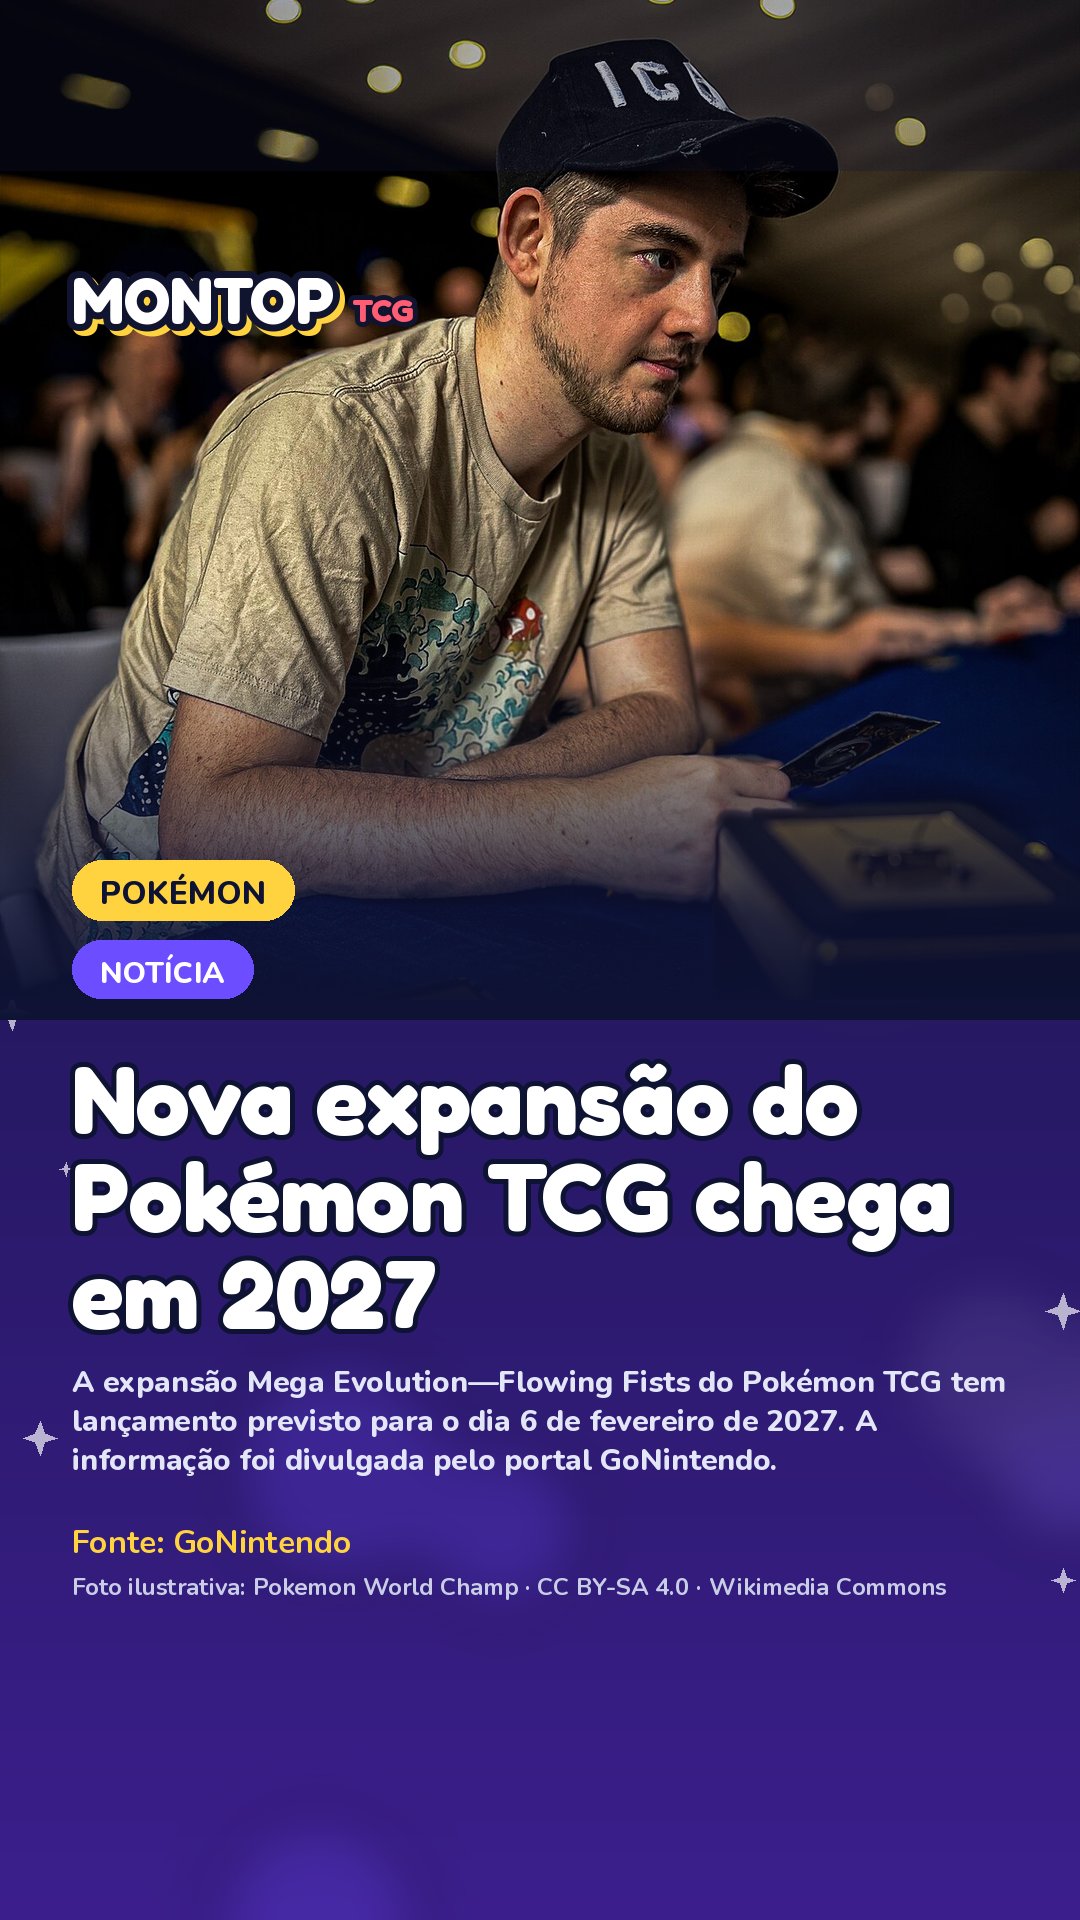 MONTOP TCG
POKÉMON
NOTÍCIA
Nova expansão do
Pokémon TCG chega
em 2027
A expansão Mega Evolution—Flowing Fists do Pokémon TCG tem
lançamento previsto para o dia 6 de fevereiro de 2027. A
informação foi divulgada pelo portal GoNintendo.
Fonte: GoNintendo
Foto ilustrativa: Pokemon World Champ · CC BY-SA 4.0 · Wikimedia Commons